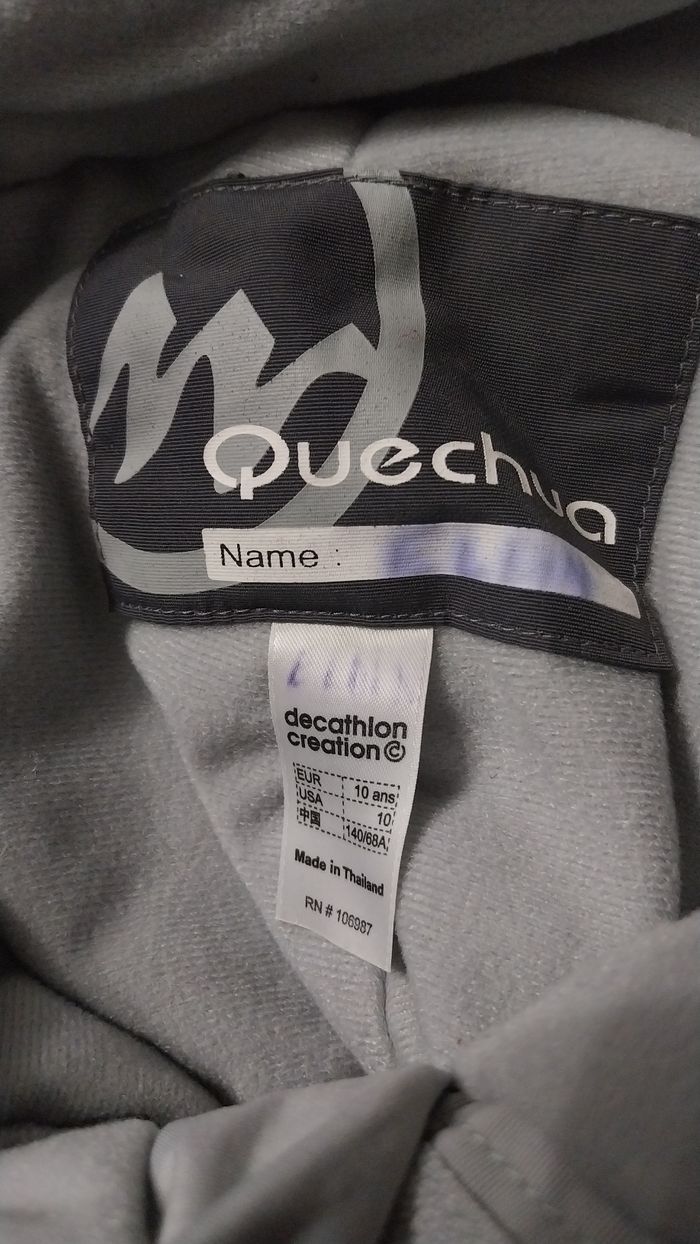 Quechua
Name :
decathlon
creation©
EUR 10 ans
USA 10
中国 140/68A
Made in Thailand
RN # 106987